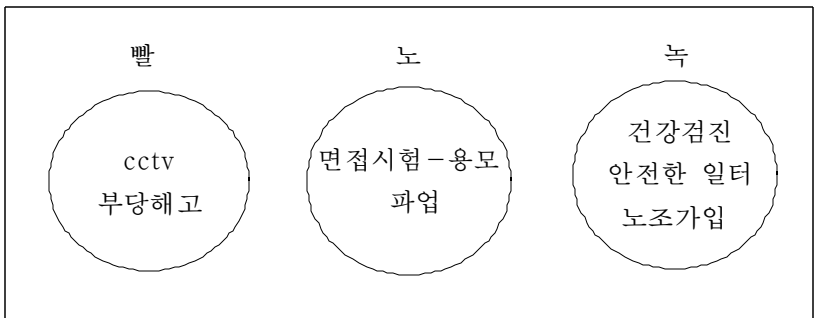 빨 노 녹
cctv
부당해고
면접시험-용모
파업
건강검진
안전한 일터
노조가입